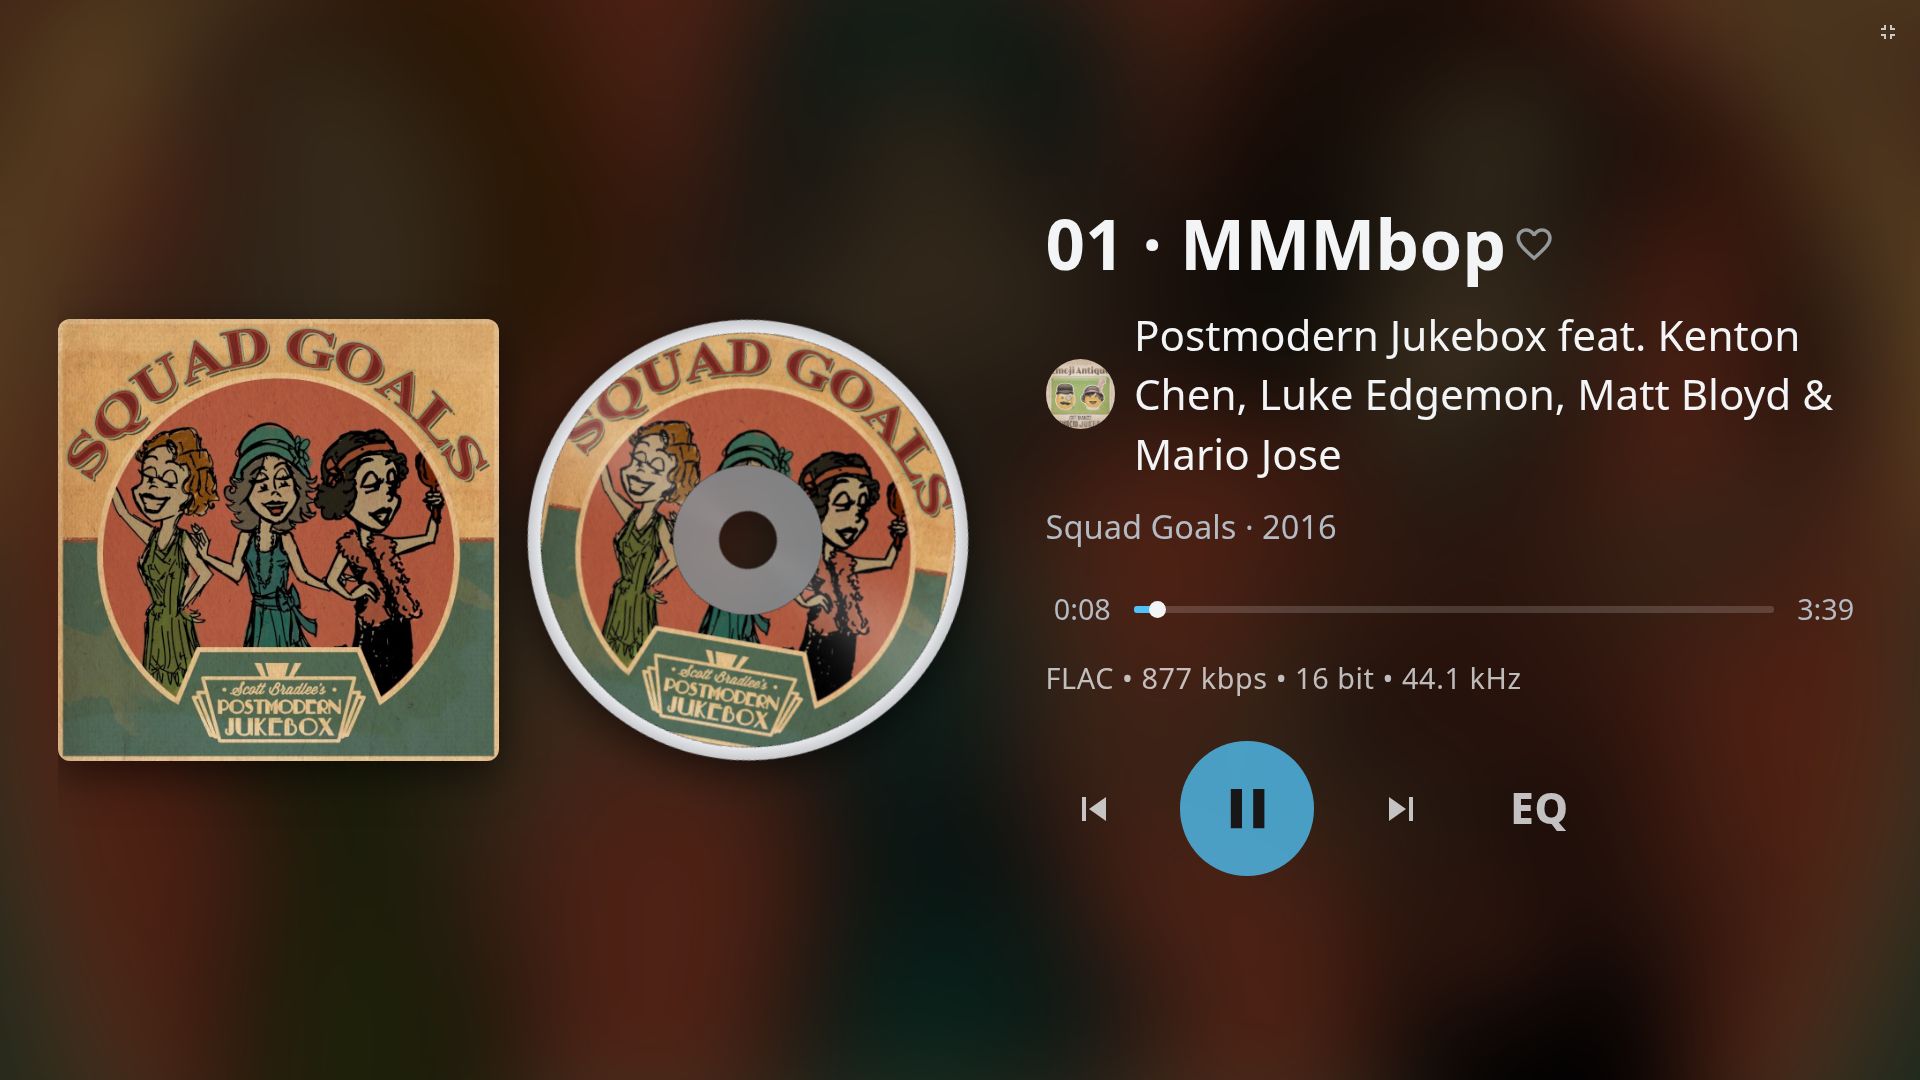 SQUAD GOALS
Scott Bradlee's
POSTMODERN
JUKEBOX
SQUAD GOALS
Scott Bradlee's
POSTMODERN
JUKEBOX
01 · MMMbop
Postmodern Jukebox feat. Kenton
Chen, Luke Edgemon, Matt Bloyd &
Mario Jose
Squad Goals · 2016
0:08
3:39
FLAC • 877 kbps • 16 bit • 44.1 kHz
EQ